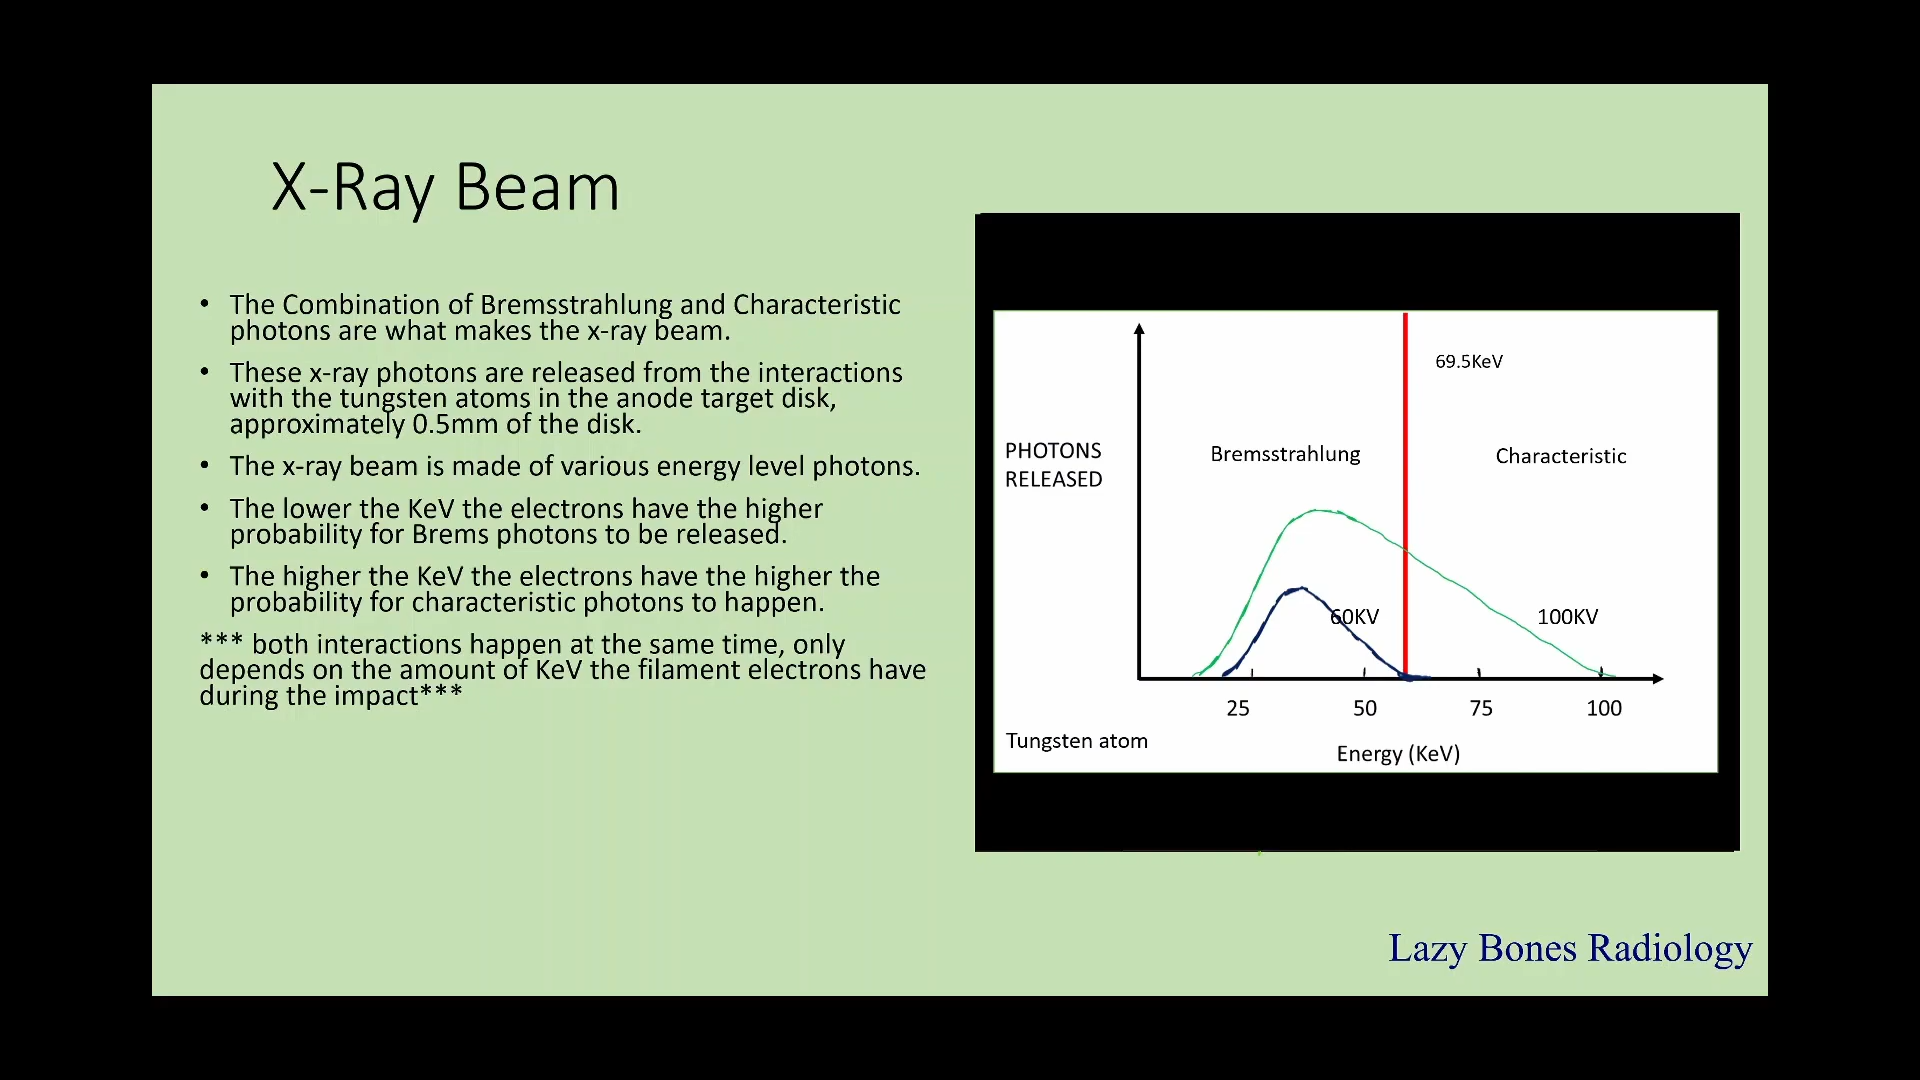 X-Ray Beam
• The Combination of Bremsstrahlung and Characteristic
photons are what makes the x-ray beam.
• These x-ray photons are released from the interactions
with the tungsten atoms in the anode target disk,
approximately 0.5mm of the disk.
• The x-ray beam is made of various energy level photons.
• The lower the KeV the electrons have the higher
probability for Brems photons to be released.
• The higher the KeV the electrons have the higher the
probability for characteristic photons to happen.
*** both interactions happen at the same time, only
depends on the amount of KeV the filament electrons have
during the impact***
69.5KeV
PHOTONS
RELEASED
Bremsstrahlung
Characteristic
60KV
100KV
25 50 75 100
Tungsten atom
Energy (KeV)
Lazy Bones Radiology